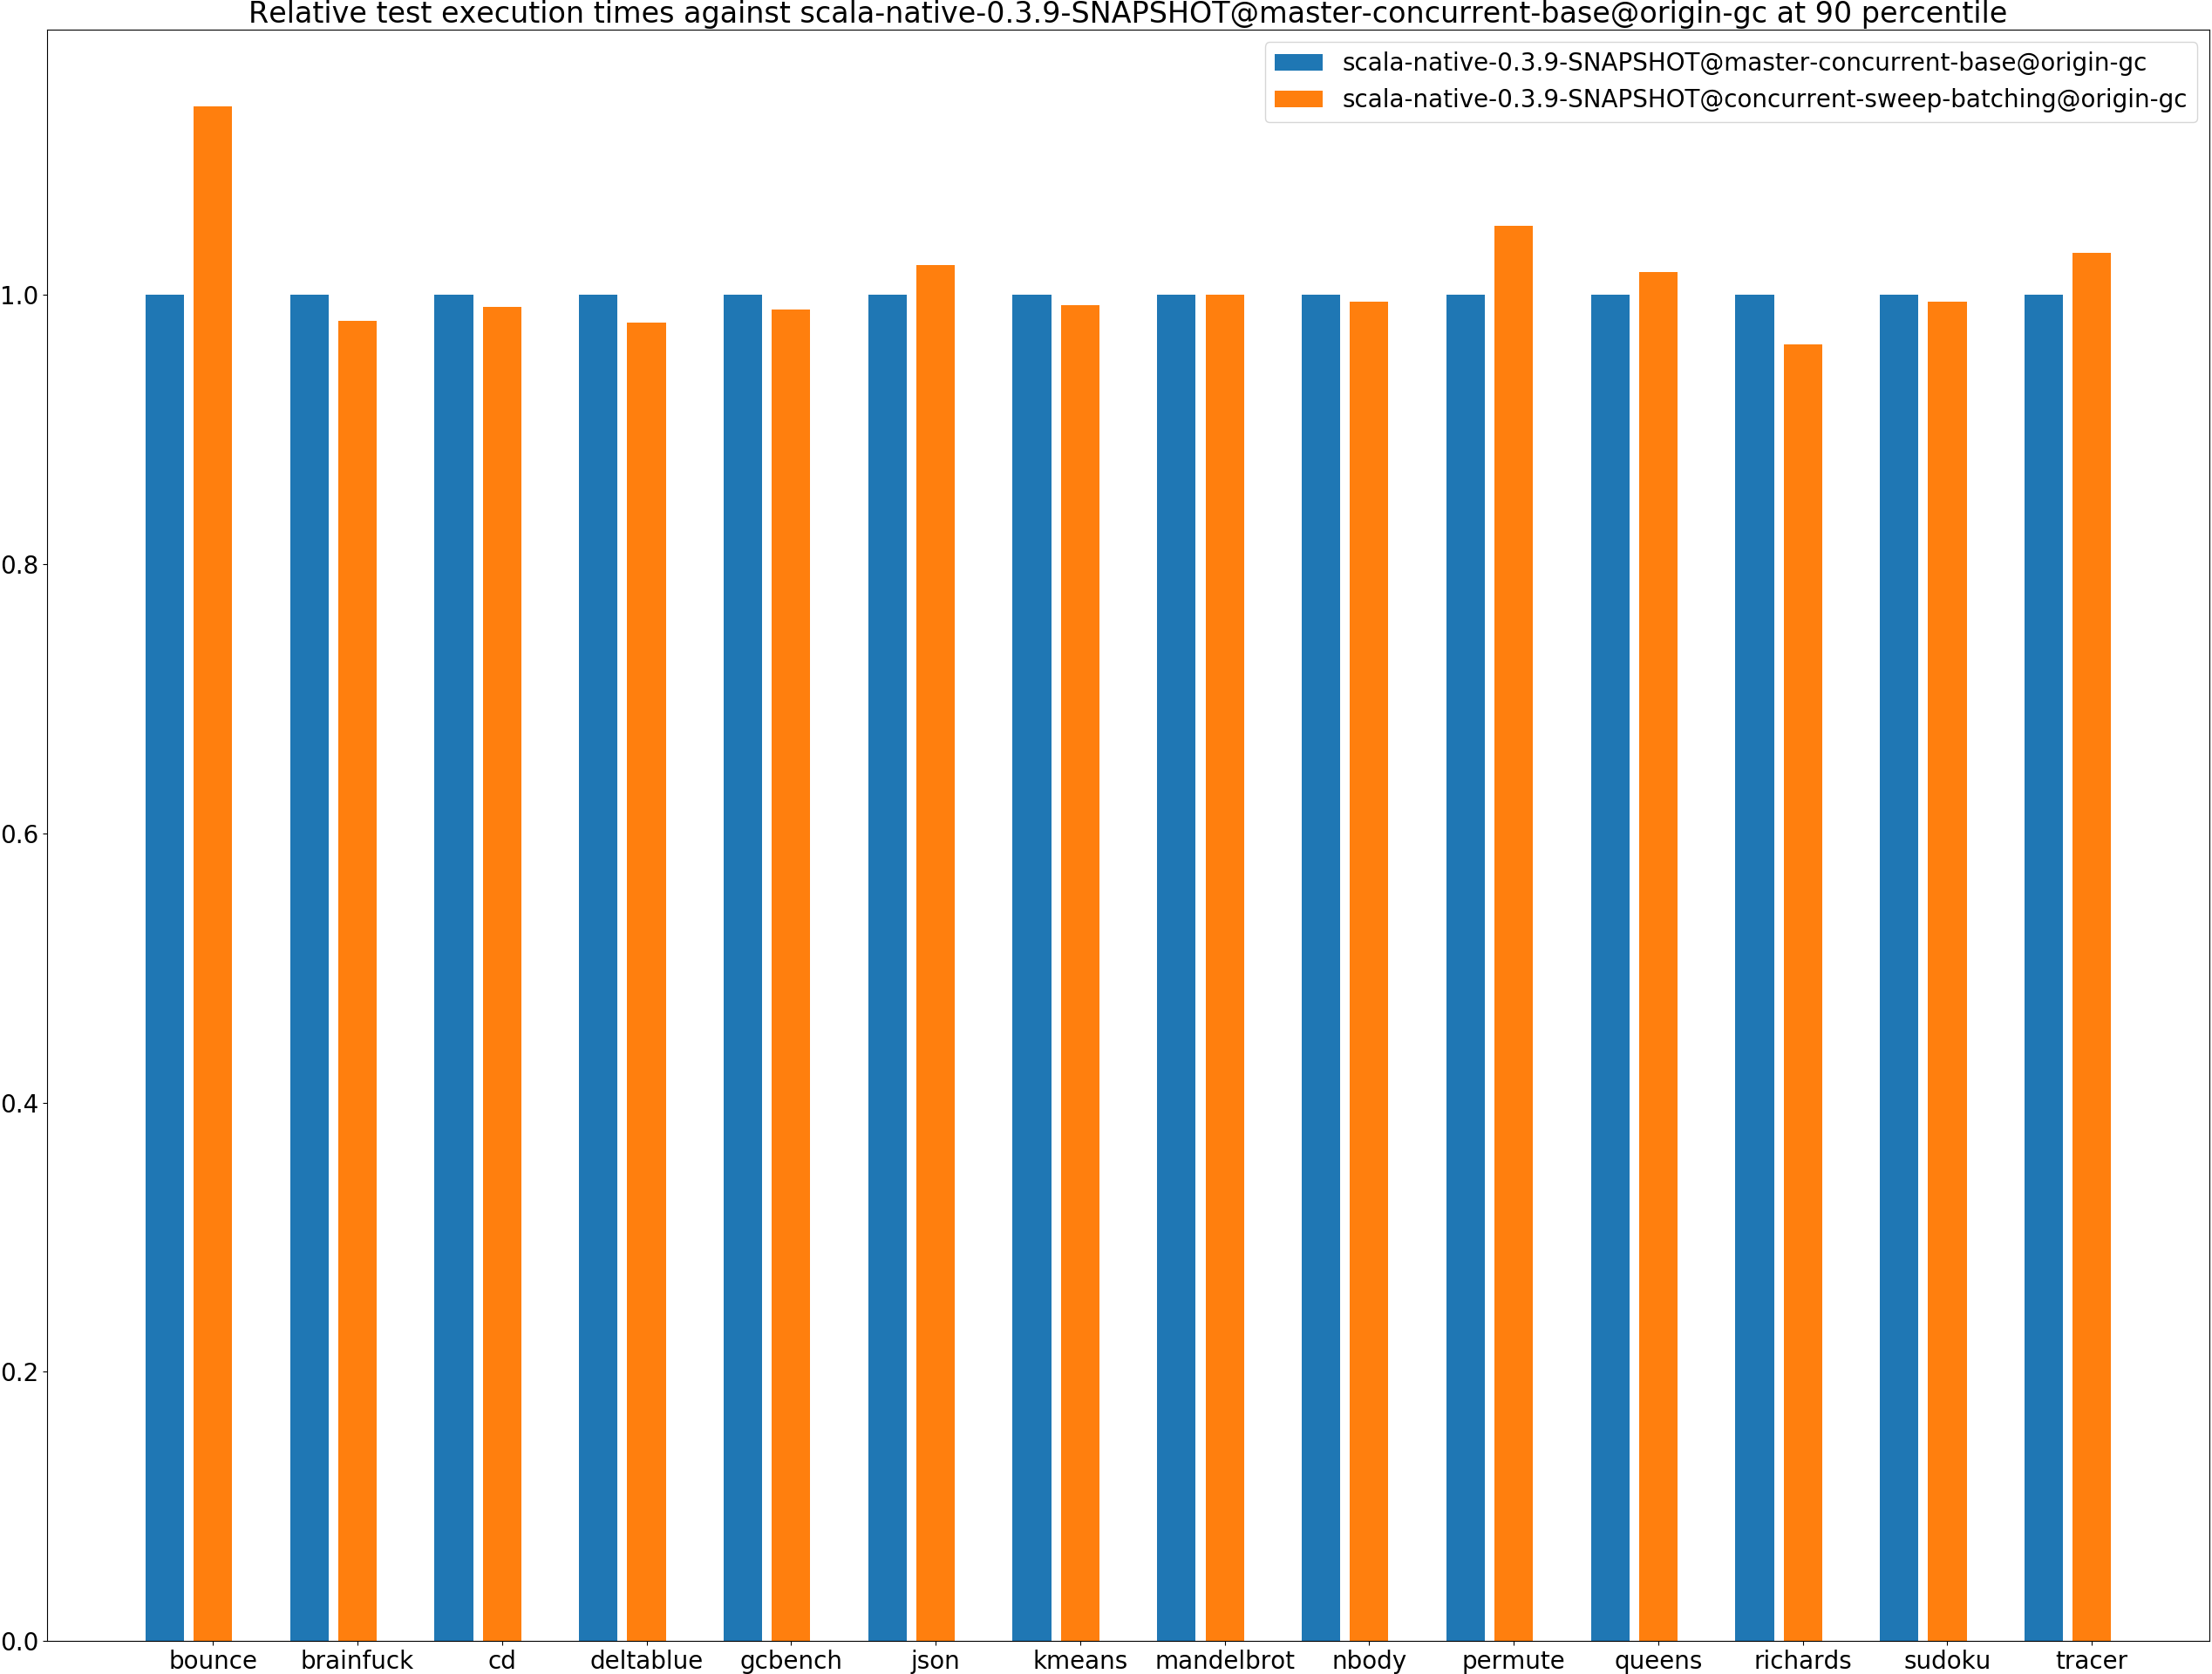 Relative test execution times against scala-native-0.3.9-SNAPSHOT@master-concurrent-base@origin-gc at 90 percentile
scala-native-0.3.9-SNAPSHOT@master-concurrent-base@origin-gc
scala-native-0.3.9-SNAPSHOT@concurrent-sweep-batching@origin-gc
1.0
0.8
0.6
0.4
0.2
0.0
bounce brainfuck cd deltablue gcbench json kmeans mandelbrot nbody permute queens richards sudoku tracer